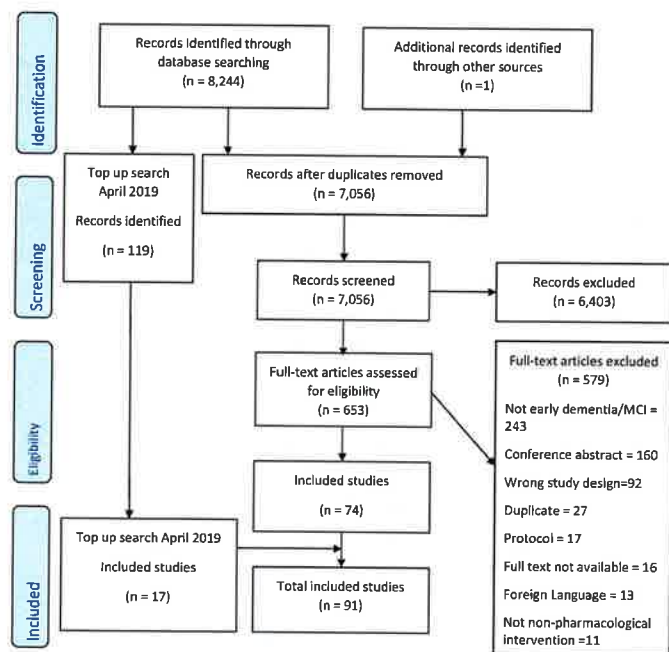 Identification
Records identified through
database searching
(n = 8,244)
Additional records identified
through other sources
(n =1)
Top up search
April 2019
Records identified
(n = 119)
Records after duplicates removed
(n = 7,056)
Screening
Records screened
(n = 7,056)
Records excluded
(n = 6,403)
Eligibility
Full-text articles assessed
for eligibility
(n = 653)
Full-text articles excluded
(n = 579)
Not early dementia/MCI =
243
Conference abstract = 160
Wrong study design=92
Duplicate = 27
Protocol = 17
Full text not available = 16
Foreign Language = 13
Not non-pharmacological
intervention =11
Included studies
(n = 74)
Included
Top up search April 2019
Included studies
(n = 17)
Total included studies
(n = 91)